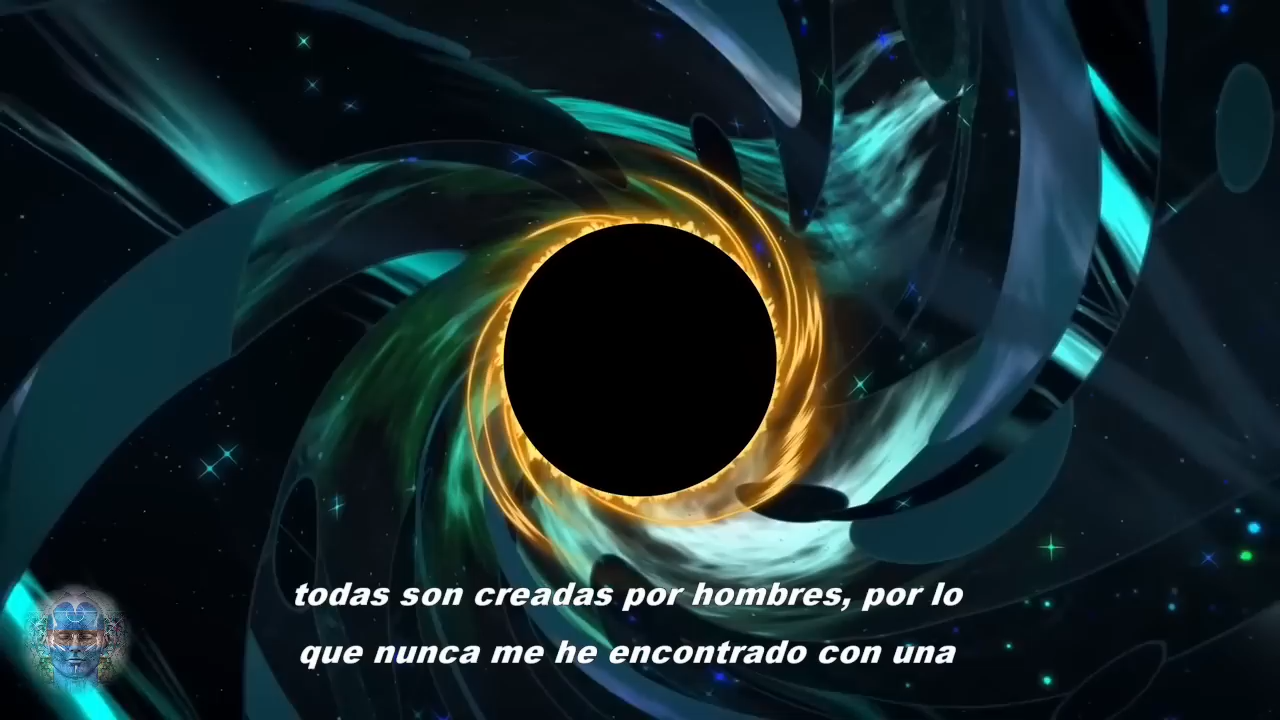 todas son creadas por hombres, por lo
que nunca me he encontrado con una